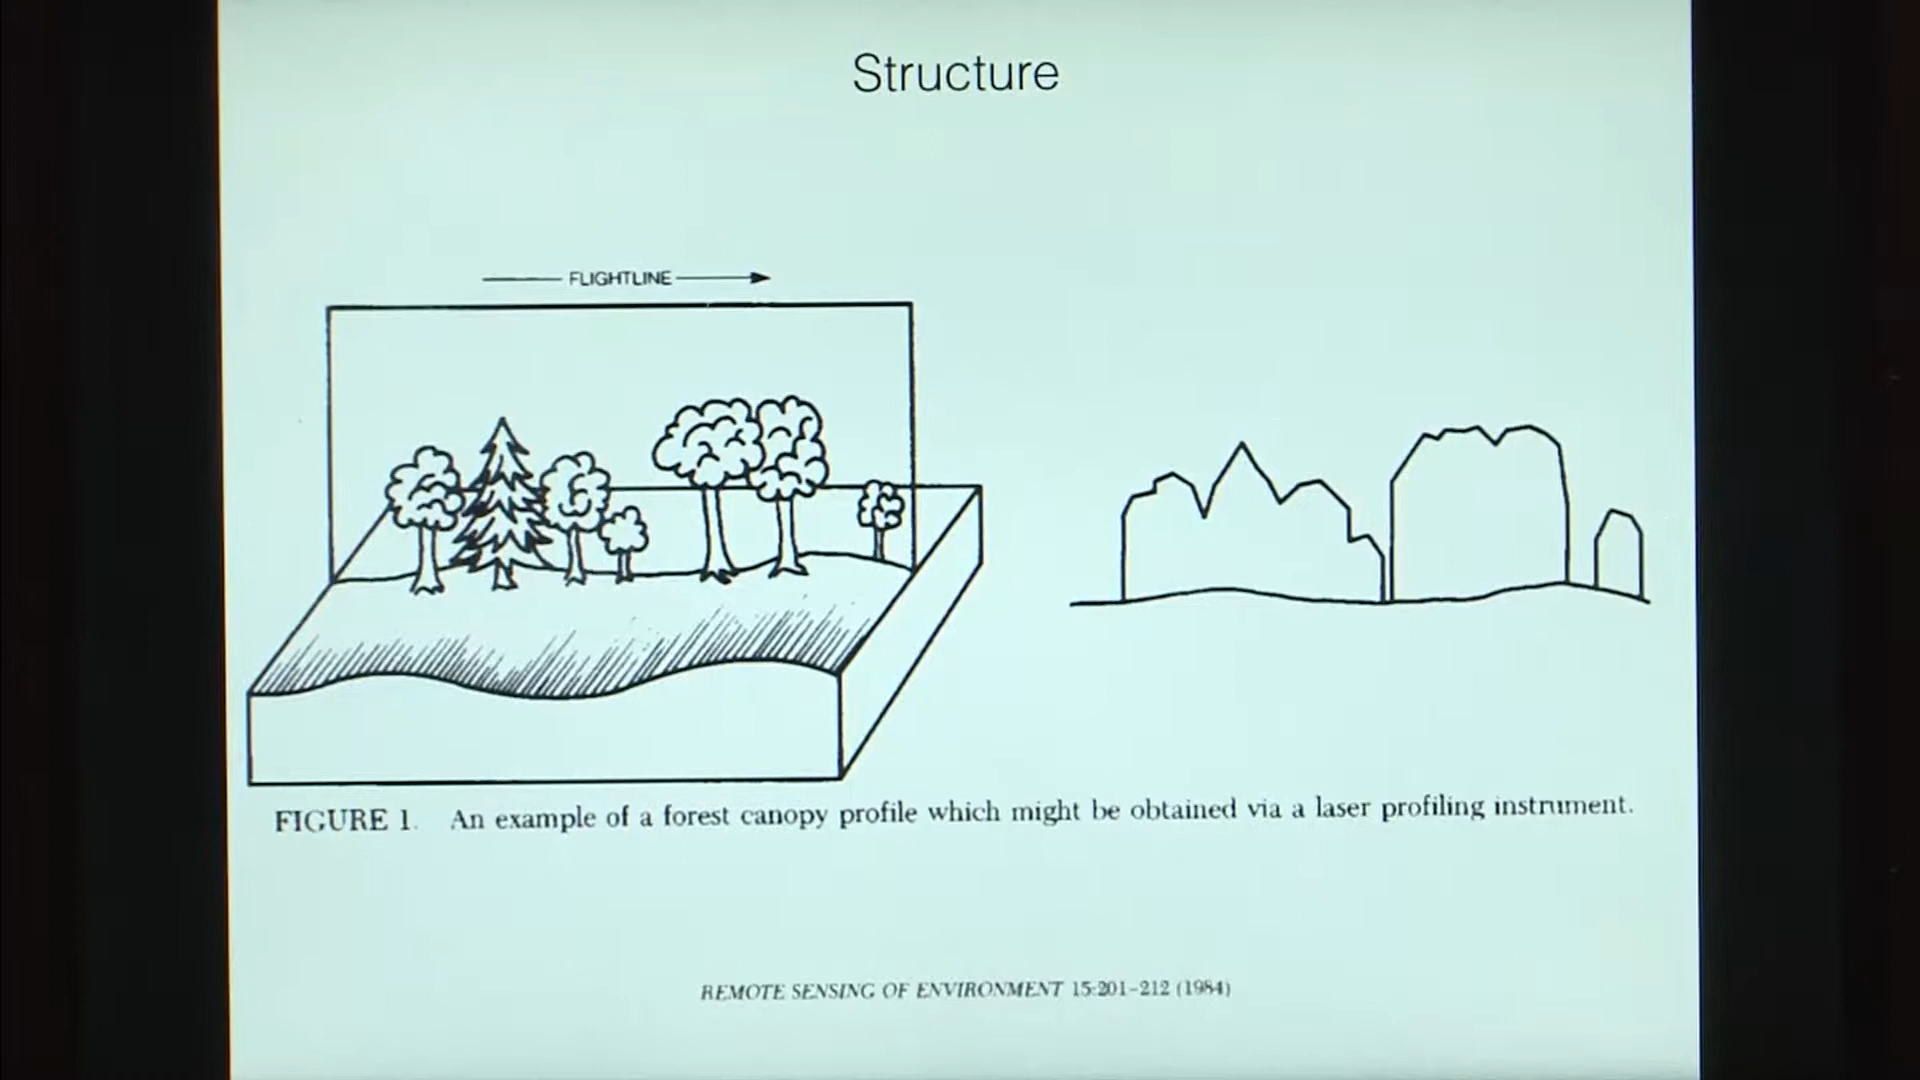 Structure
FLIGHTLINE
FIGURE 1. An example of a forest canopy profile which might be obtained via a laser profiling instrument.
REMOTE SENSING OF ENVIRONMENT 15:201-212 (1984)